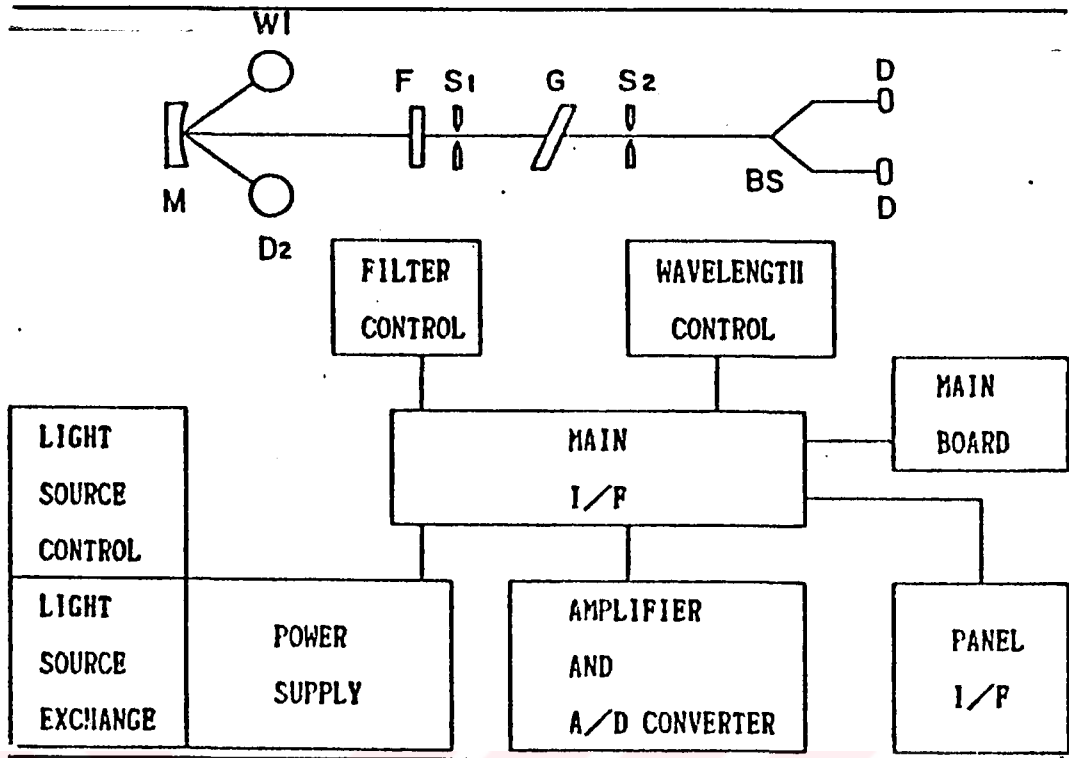 WI
F S1 G S2 D
M D2 BS D
FILTER
CONTROL
WAVELENGTH
CONTROL
MAIN
BOARD
MAIN
I/F
LIGHT
SOURCE
CONTROL
LIGHT
SOURCE
EXCHANGE
POWER
SUPPLY
AMPLIFIER
AND
A/D CONVERTER
PANEL
I/F